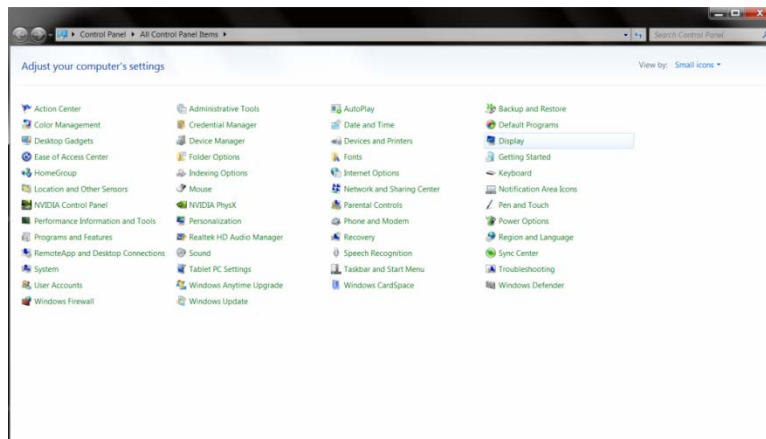 Control Panel All Control Panel Items
Search Control Panel
Adjust your computer's settings
View by: Small icons
Action Center Administrative Tools AutoPlay Backup and Restore
Color Management Credential Manager Date and Time Default Programs
Desktop Gadgets Device Manager Devices and Printers Display
Ease of Access Center Folder Options Fonts Getting Started
HomeGroup Indexing Options Internet Options Keyboard
Location and Other Sensors Mouse Network and Sharing Center Notification Area Icons
NVIDIA Control Panel NVIDIA PhysX Parental Controls Pen and Touch
Performance Information and Tools Personalization Phone and Modem Power Options
Programs and Features Realtek HD Audio Manager Recovery Region and Language
RemoteApp and Desktop Connections Sound Speech Recognition Sync Center
System Tablet PC Settings Taskbar and Start Menu Troubleshooting
User Accounts Windows Anytime Upgrade Windows CardSpace Windows Defender
Windows Firewall Windows Update